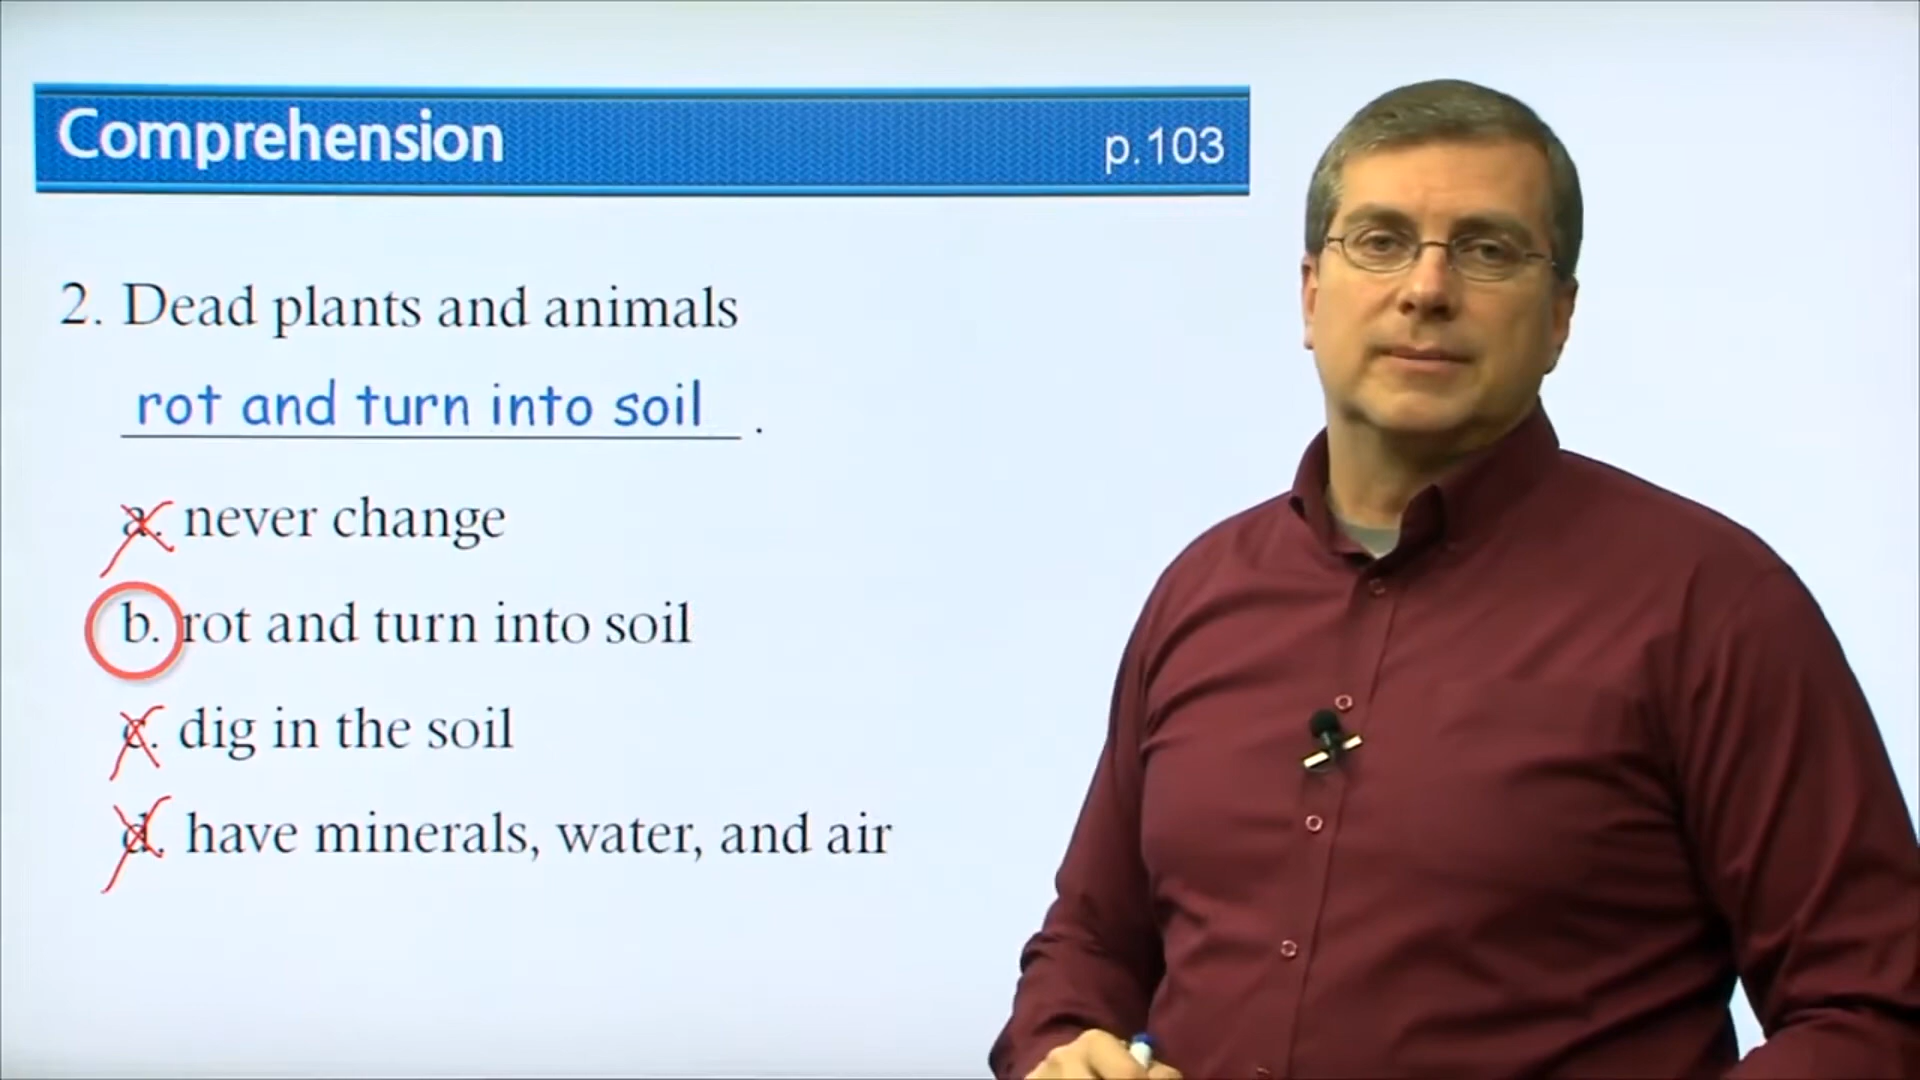 Comprehension p.103
2. Dead plants and animals
rot and turn into soil .
a. never change
b. rot and turn into soil
c. dig in the soil
d. have minerals, water, and air